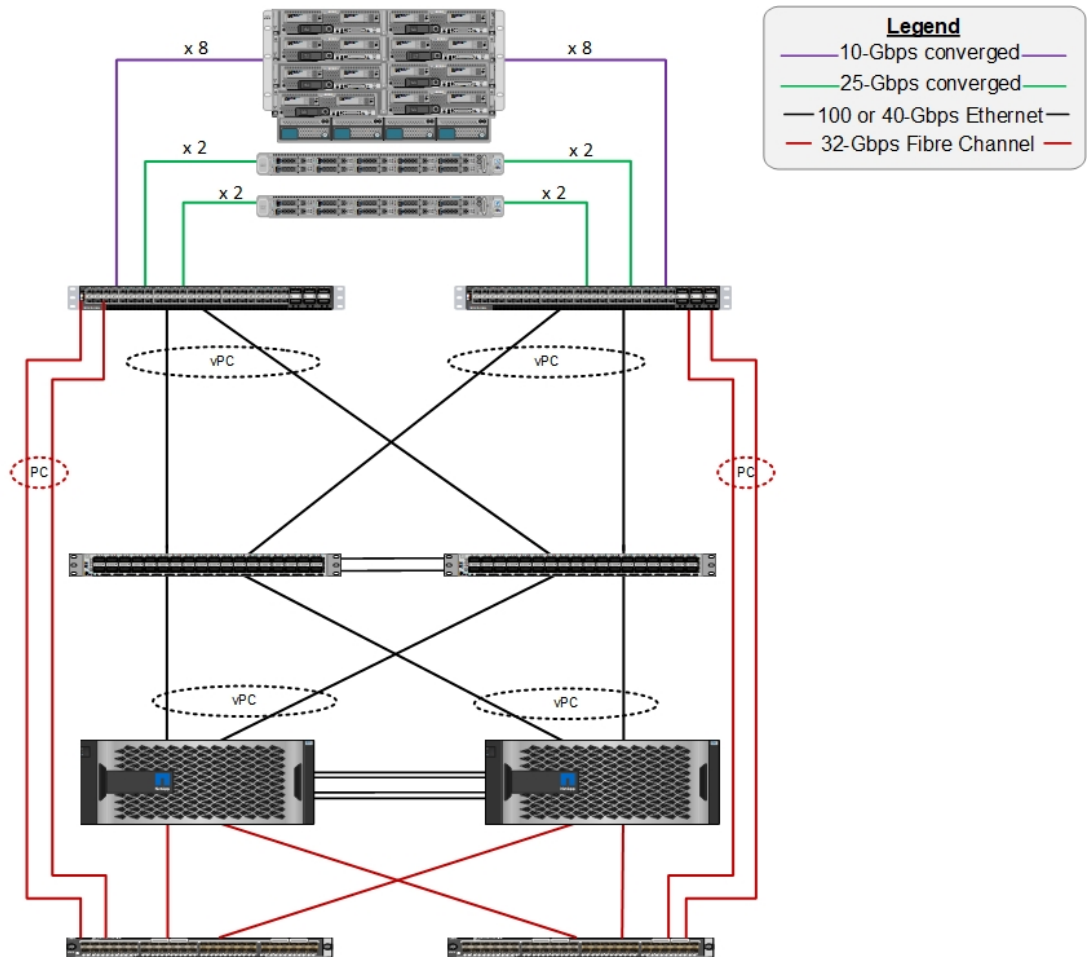 Legend
10-Gbps converged
25-Gbps converged
100 or 40-Gbps Ethernet
32-Gbps Fibre Channel
x 8
x 8
x 2
x 2
x 2
x 2
vPC
vPC
PC
PC
vPC
vPC